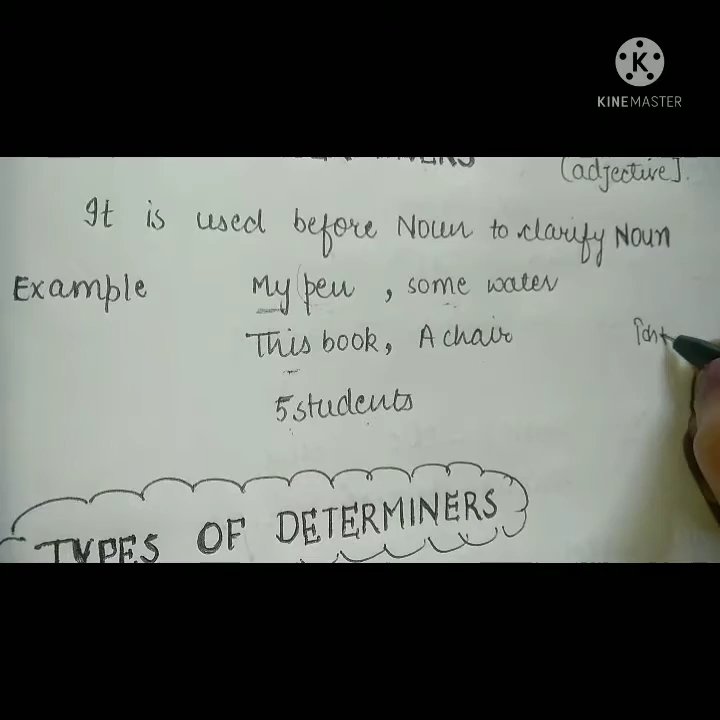 KINEMASTER
(adjective].
It is used before Noun to clarify Noun
Example My pen , some water
This book, A chair
5 students
TYPES OF DETERMINERS